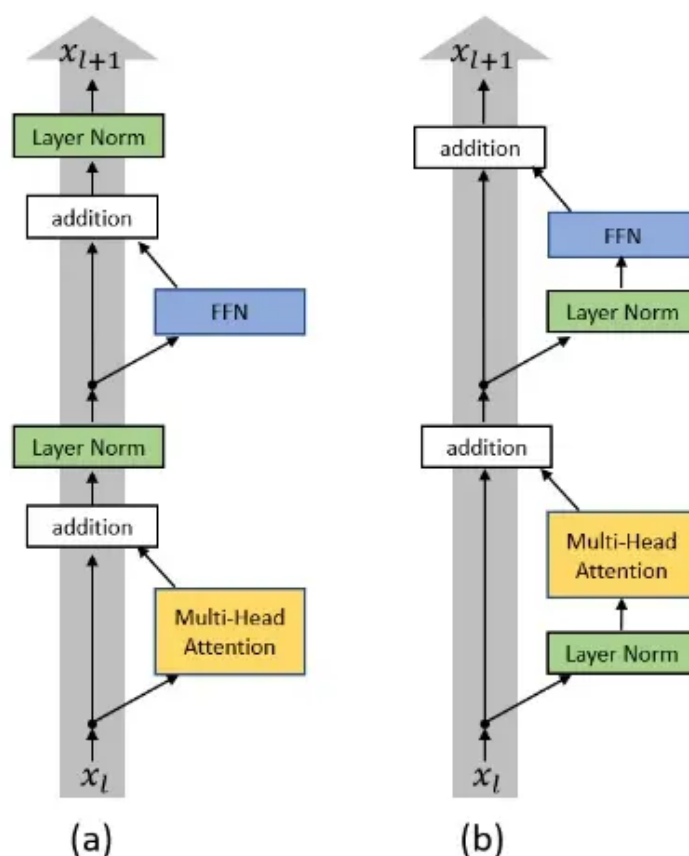 x_{l+1}
Layer Norm
addition
FFN
Layer Norm
addition
Multi-Head
Attention
x_l
(a)
x_{l+1}
addition
FFN
Layer Norm
addition
Multi-Head
Attention
Layer Norm
x_l
(b)